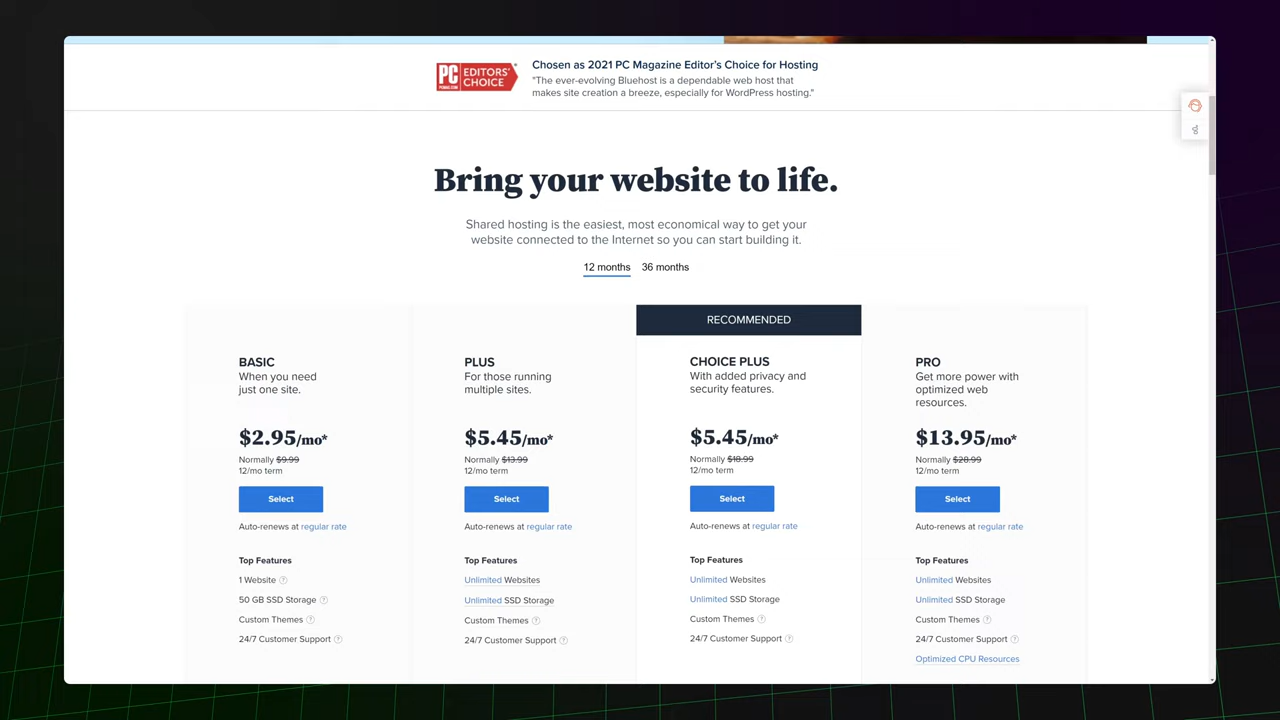 PC EDITORS' CHOICE
PCMAG.COM
Chosen as 2021 PC Magazine Editor's Choice for Hosting
"The ever-evolving Bluehost is a dependable web host that
makes site creation a breeze, especially for WordPress hosting."
Bring your website to life.
Shared hosting is the easiest, most economical way to get your
website connected to the Internet so you can start building it.
12 months 36 months
RECOMMENDED
BASIC
When you need
just one site.
$2.95/mo*
Normally $9.99
12/mo term
Select
Auto-renews at regular rate
Top Features
1 Website
50 GB SSD Storage
Custom Themes
24/7 Customer Support
PLUS
For those running
multiple sites.
$5.45/mo*
Normally $13.99
12/mo term
Select
Auto-renews at regular rate
Top Features
Unlimited Websites
Unlimited SSD Storage
Custom Themes
24/7 Customer Support
CHOICE PLUS
With added privacy and
security features.
$5.45/mo*
Normally $18.99
12/mo term
Select
Auto-renews at regular rate
Top Features
Unlimited Websites
Unlimited SSD Storage
Custom Themes
24/7 Customer Support
PRO
Get more power with
optimized web
resources.
$13.95/mo*
Normally $28.99
12/mo term
Select
Auto-renews at regular rate
Top Features
Unlimited Websites
Unlimited SSD Storage
Custom Themes
24/7 Customer Support
Optimized CPU Resources